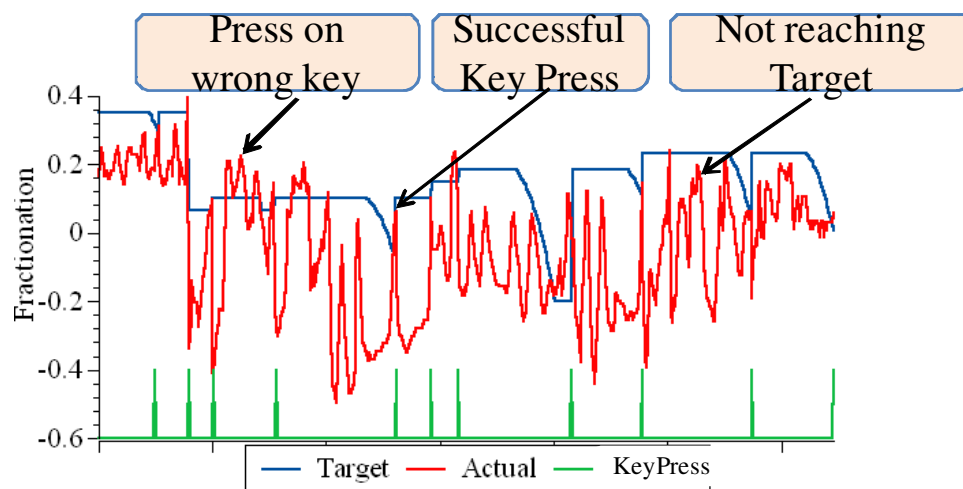 Press on
wrong key
Successful
Key Press
Not reaching
Target
0.4
0.2
0
-0.2
-0.4
-0.6
Fractionation
Target
Actual
KeyPress